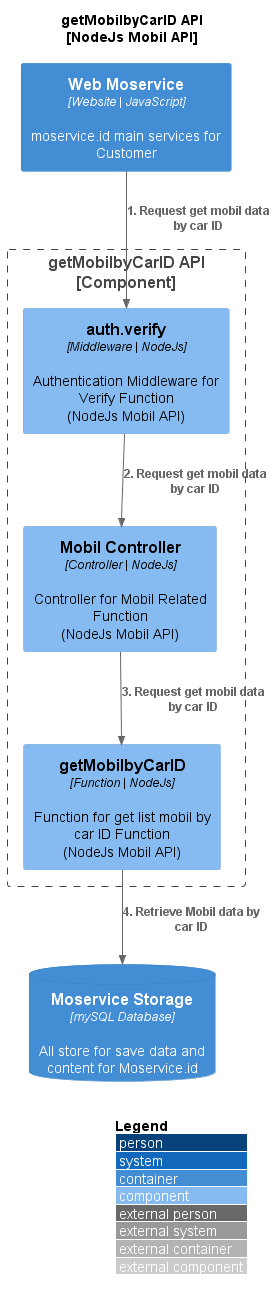 getMobilbyCarID API
[NodeJs Mobil API]
Web Moservice
[Website | JavaScript]
moservice.id main services for
Customer
1. Request get mobil data
by car ID
getMobilbyCarID API
[Component]
auth.verify
[Middleware | NodeJs]
Authentication Middleware for
Verify Function
(NodeJs Mobil API)
2. Request get mobil data
by car ID
Mobil Controller
[Controller | NodeJs]
Controller for Mobil Related
Function
(NodeJs Mobil API)
3. Request get mobil data
by car ID
getMobilbyCarID
[Function | NodeJs]
Function for get list mobil by
car ID Function
(NodeJs Mobil API)
4. Retrieve Mobil data by
car ID
Moservice Storage
[mySQL Database]
All store for save data and
content for Moservice.id
Legend
person
system
container
component
external person
external system
external container
external component